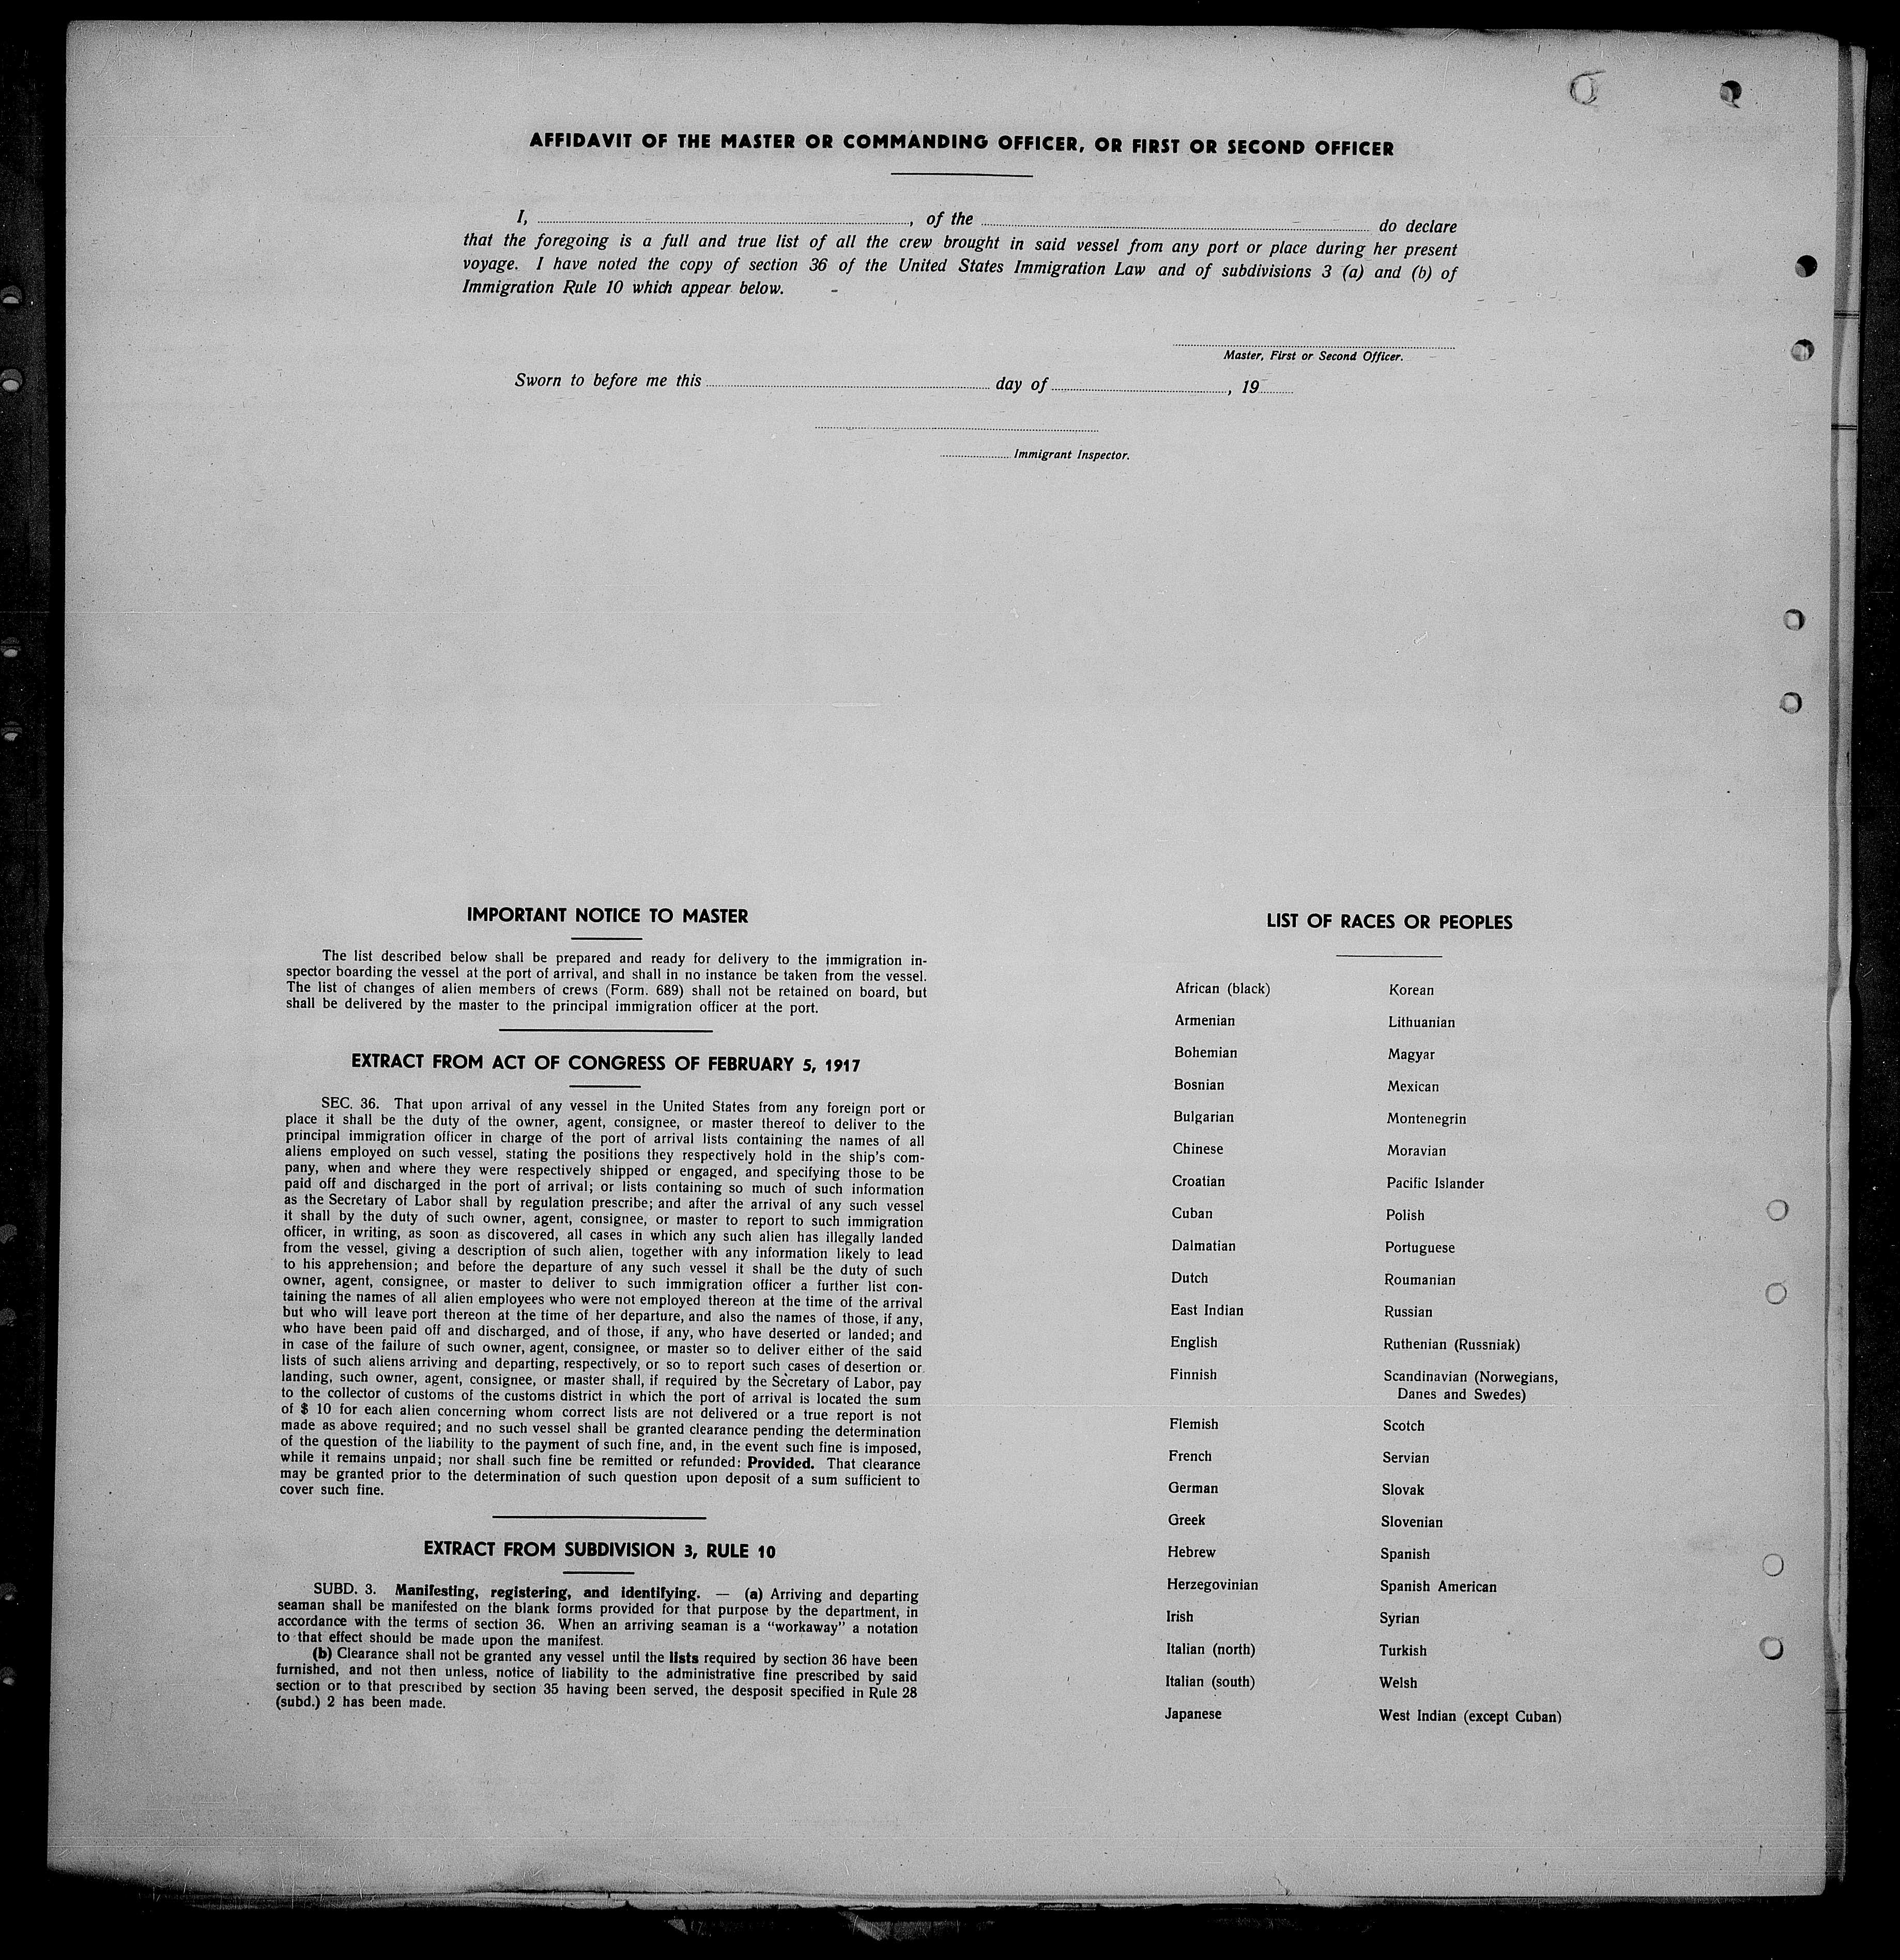 AFFIDAVIT OF THE MASTER OR COMMANDING OFFICER, OR FIRST OR SECOND OFFICER
I, ..............., of the ............... do declare
that the foregoing is a full and true list of all the crew brought in said vessel from any port or place during her present
voyage. I have noted the copy of section 36 of the United States Immigration Law and of subdivisions 3 (a) and (b) of
Immigration Rule 10 which appear below.
Master, First or Second Officer.
Sworn to before me this ............... day of ..............., 19......
............... Immigrant Inspector.
IMPORTANT NOTICE TO MASTER
The list described below shall be prepared and ready for delivery to the immigration in-
spector boarding the vessel at the port of arrival, and shall in no instance be taken from the vessel.
The list of changes of alien members of crews (Form. 689) shall not be retained on board, but
shall be delivered by the master to the principal immigration officer at the port.
EXTRACT FROM ACT OF CONGRESS OF FEBRUARY 5, 1917
SEC. 36. That upon arrival of any vessel in the United States from any foreign port or
place it shall be the duty of the owner, agent, consignee, or master thereof to deliver to the
principal immigration officer in charge of the port of arrival lists containing the names of all
aliens employed on such vessel, stating the positions they respectively hold in the ship's com-
pany, when and where they were respectively shipped or engaged, and specifying those to be
paid off and discharged in the port of arrival; or lists containing so much of such information
as the Secretary of Labor shall by regulation prescribe; and after the arrival of any such vessel
it shall by the duty of such owner, agent, consignee, or master to report to such immigration
officer, in writing, as soon as discovered, all cases in which any such alien has illegally landed
from the vessel, giving a description of such alien, together with any information likely to lead
to his apprehension; and before the departure of any such vessel it shall be the duty of such
owner, agent, consignee, or master to deliver to such immigration officer a further list con-
taining the names of all alien employees who were not employed thereon at the time of the arrival
but who will leave port thereon at the time of her departure, and also the names of those, if any,
who have been paid off and discharged, and of those, if any, who have deserted or landed; and
in case of the failure of such owner, agent, consignee, or master so to deliver either of the said
lists of such aliens arriving and departing, respectively, or so to report such cases of desertion or
landing, such owner, agent, consignee, or master shall, if required by the Secretary of Labor, pay
to the collector of customs of the customs district in which the port of arrival is located the sum
of $ 10 for each alien concerning whom correct lists are not delivered or a true report is not
made as above required; and no such vessel shall be granted clearance pending the determination
of the question of the liability to the payment of such fine, and, in the event such fine is imposed,
while it remains unpaid; nor shall such fine be remitted or refunded: Provided. That clearance
may be granted prior to the determination of such question upon deposit of a sum sufficient to
cover such fine.
EXTRACT FROM SUBDIVISION 3, RULE 10
SUBD. 3. Manifesting, registering, and identifying. — (a) Arriving and departing
seaman shall be manifested on the blank forms provided for that purpose by the department, in
accordance with the terms of section 36. When an arriving seaman is a “workaway” a notation
to that effect should be made upon the manifest.
(b) Clearance shall not be granted any vessel until the lists required by section 36 have been
furnished, and not then unless, notice of liability to the administrative fine prescribed by said
section or to that prescribed by section 35 having been served, the desposit specified in Rule 28
(subd.) 2 has been made.
LIST OF RACES OR PEOPLES
African (black)
Armenian
Bohemian
Bosnian
Bulgarian
Chinese
Croatian
Cuban
Dalmatian
Dutch
East Indian
English
Finnish
Flemish
French
German
Greek
Hebrew
Herzegovinian
Irish
Italian (north)
Italian (south)
Japanese
Korean
Lithuanian
Magyar
Mexican
Montenegrin
Moravian
Pacific Islander
Polish
Portuguese
Roumanian
Russian
Ruthenian (Russniak)
Scandinavian (Norwegians,
Danes and Swedes)
Scotch
Servian
Slovak
Slovenian
Spanish
Spanish American
Syrian
Turkish
Welsh
West Indian (except Cuban)